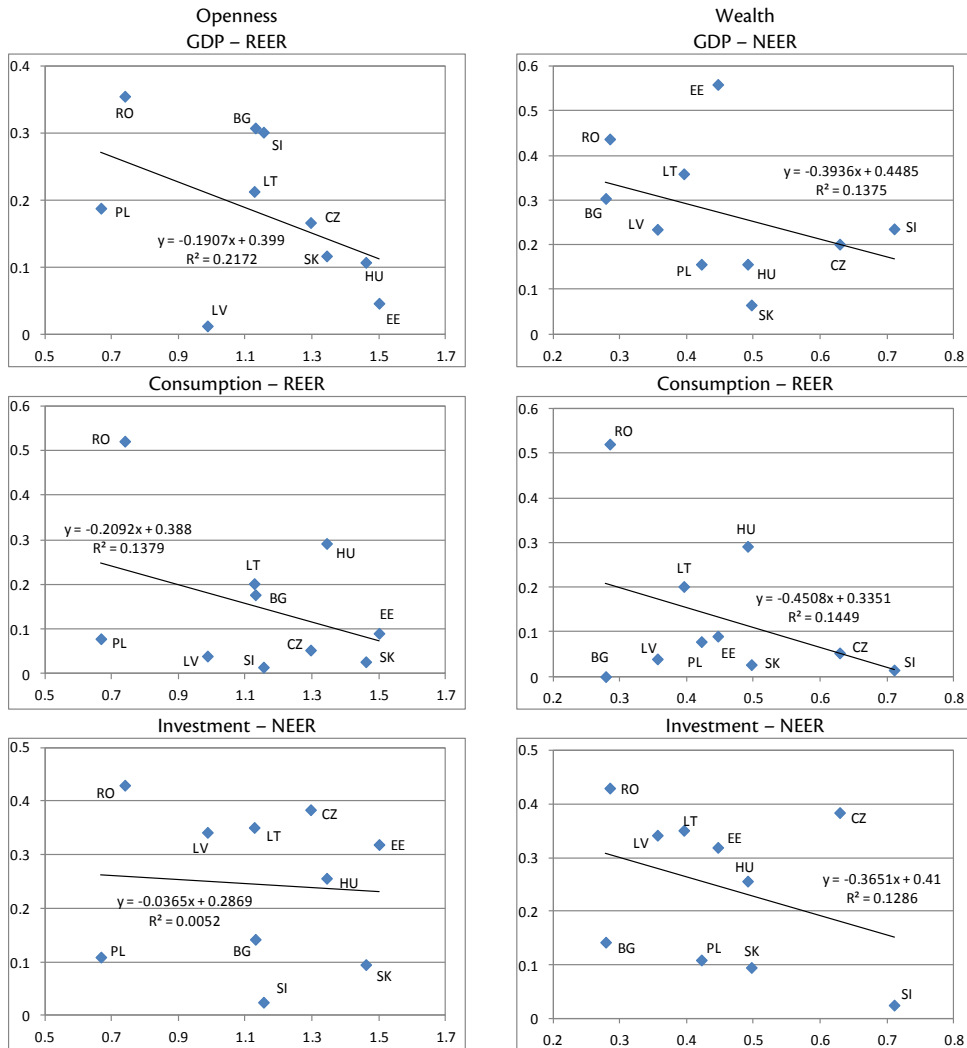 Openness
GDP – REER
0.4
0.3
0.2
0.1
0
RO
BG
SI
LT
PL
CZ
y = -0.1907x + 0.399
R² = 0.2172
SK
HU
LV
EE
0.5 0.7 0.9 1.1 1.3 1.5 1.7
Wealth
GDP – NEER
0.6
0.5
0.4
0.3
0.2
0.1
0
EE
RO
LT
y = -0.3936x + 0.4485
R² = 0.1375
BG
LV
SI
PL
HU
CZ
SK
0.2 0.3 0.4 0.5 0.6 0.7 0.8
Consumption – REER
0.6
0.5
0.4
0.3
0.2
0.1
0
RO
y = -0.2092x + 0.388
R² = 0.1379
HU
LT
BG
EE
PL
LV
SI
CZ
SK
0.5 0.7 0.9 1.1 1.3 1.5 1.7
Consumption – REER
0.6
0.5
0.4
0.3
0.2
0.1
0
RO
HU
LT
y = -0.4508x + 0.3351
R² = 0.1449
BG
LV
PL
EE
SK
CZ
SI
0.2 0.3 0.4 0.5 0.6 0.7 0.8
Investment – NEER
0.5
0.4
0.3
0.2
0.1
0
RO
CZ
LV
LT
EE
HU
y = -0.0365x + 0.2869
R² = 0.0052
PL
BG
SK
SI
0.5 0.7 0.9 1.1 1.3 1.5 1.7
Investment – NEER
0.5
0.4
0.3
0.2
0.1
0
RO
CZ
LT
LV
EE
HU
y = -0.3651x + 0.41
R² = 0.1286
BG
PL
SK
SI
0.2 0.3 0.4 0.5 0.6 0.7 0.8